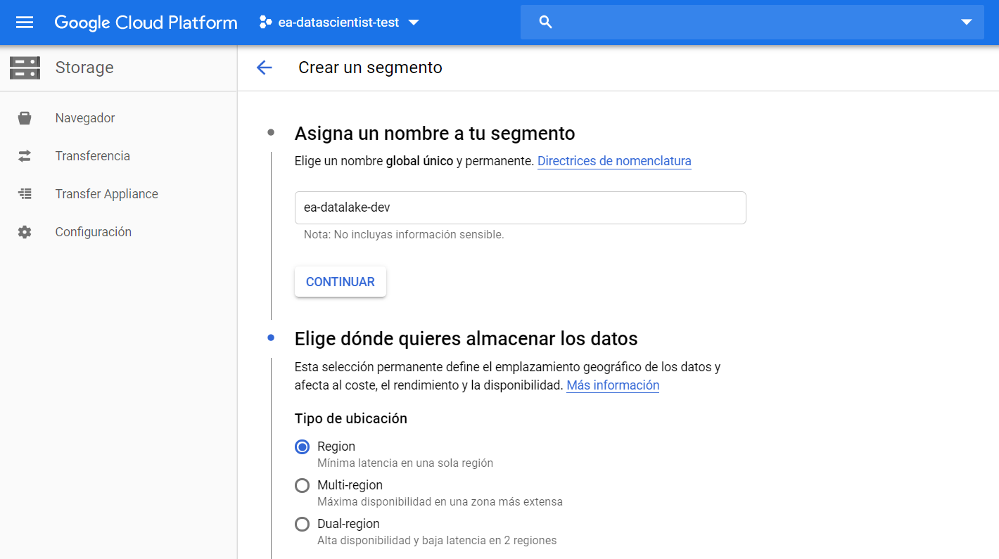 Google Cloud Platform
ea-datascientist-test
Storage
Crear un segmento
Navegador
Transferencia
Transfer Appliance
Configuración
Asigna un nombre a tu segmento
Elige un nombre global único y permanente. Directrices de nomenclatura
ea-datalake-dev
Nota: No incluyas información sensible.
CONTINUAR
Elige dónde quieres almacenar los datos
Esta selección permanente define el emplazamiento geográfico de los datos y
afecta al coste, el rendimiento y la disponibilidad. Más información
Tipo de ubicación
Region
Mínima latencia en una sola región
Multi-region
Máxima disponibilidad en una zona más extensa
Dual-region
Alta disponibilidad y baja latencia en 2 regiones